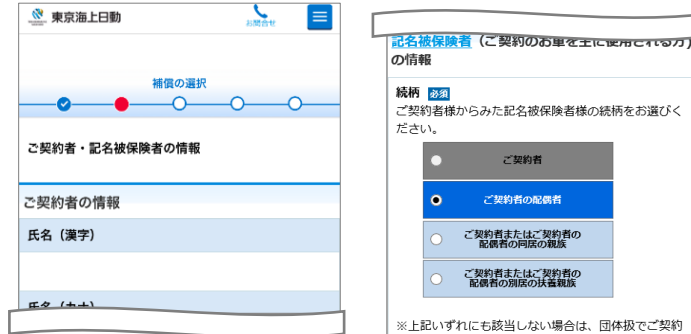 東京海上日動
お問合せ
補償の選択
ご契約者・記名被保険者の情報
ご契約者の情報
氏名（漢字）
氏名（カナ）
記名被保険者（ご契約のお車を主に使用される方）
の情報
続柄 必須
ご契約者様からみた記名被保険者様の続柄をお選びく
ださい。
ご契約者
ご契約者の配偶者
ご契約者またはご契約者の
配偶者の同居の親族
ご契約者またはご契約者の
配偶者の別居の扶養親族
※上記いずれにも該当しない場合は、団体扱でご契約